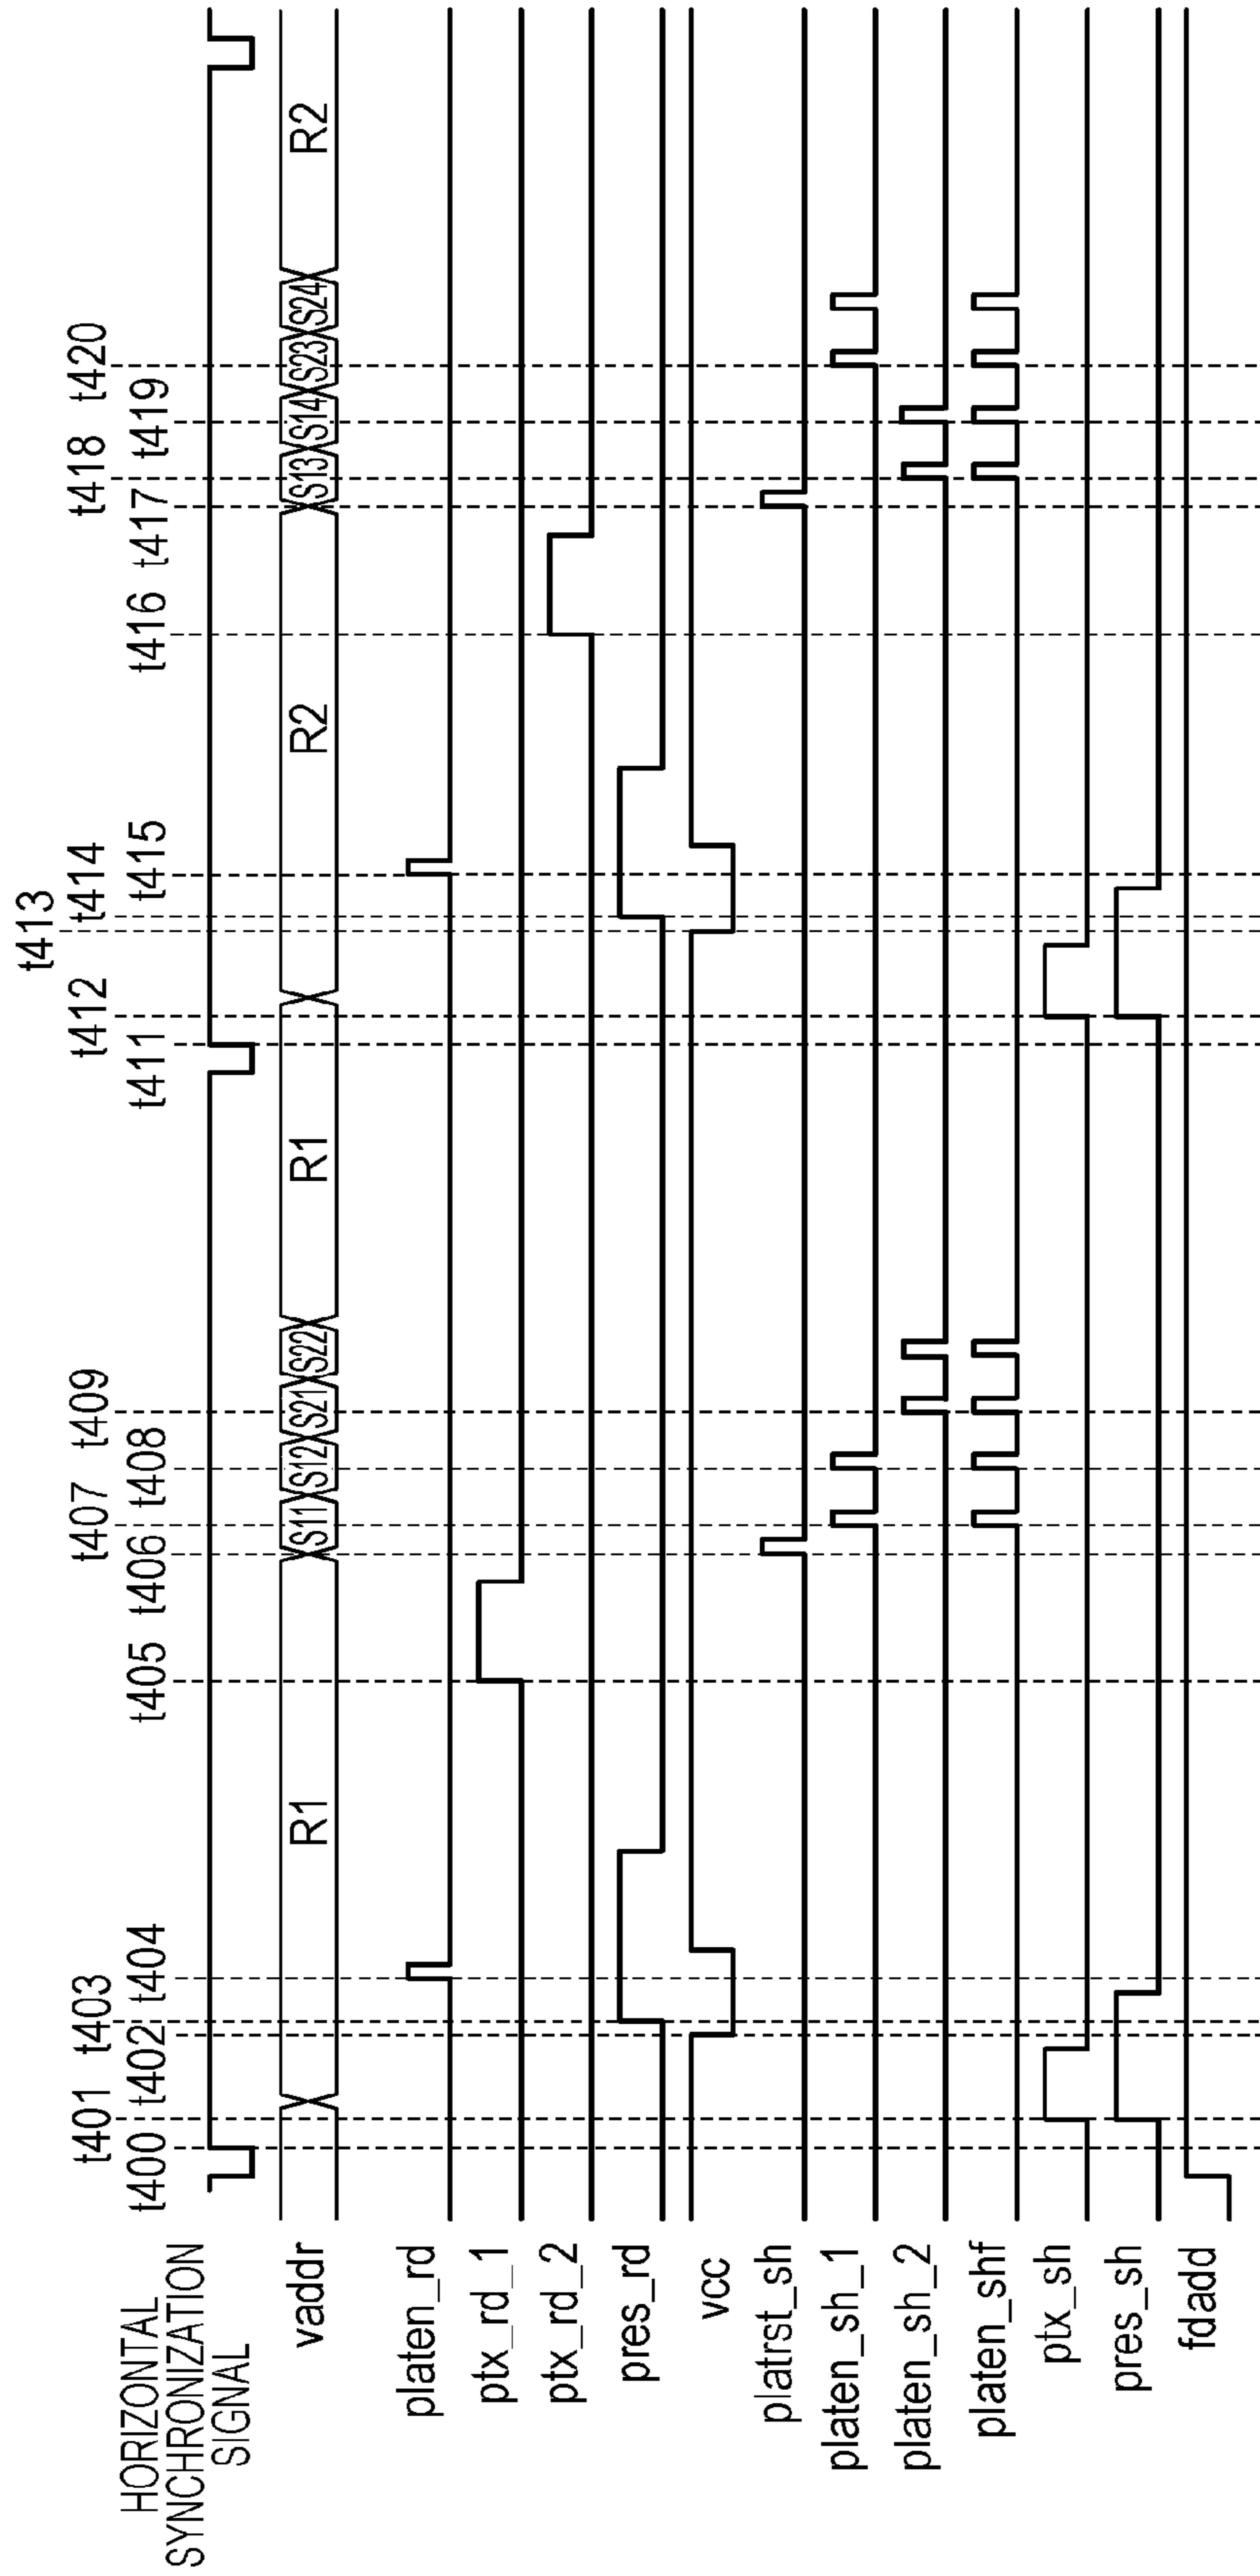 t413
t401 t403
t407 t409
t412
t414
t418
t420
t400 t402 t404
t405
t406 t408
t411
t415
t416 t417 t419
HORIZONTAL
SYNCHRONIZATION
SIGNAL
vaddr
R1
S11
S12
S21
S22
R1
R2
S13
S14
S23
S24
R2
platen_rd
ptx_rd_1
ptx_rd_2
pres_rd
vcc
platrst_sh
platen_sh_1
platen_sh_2
platen_shf
ptx_sh
pres_sh
fdadd